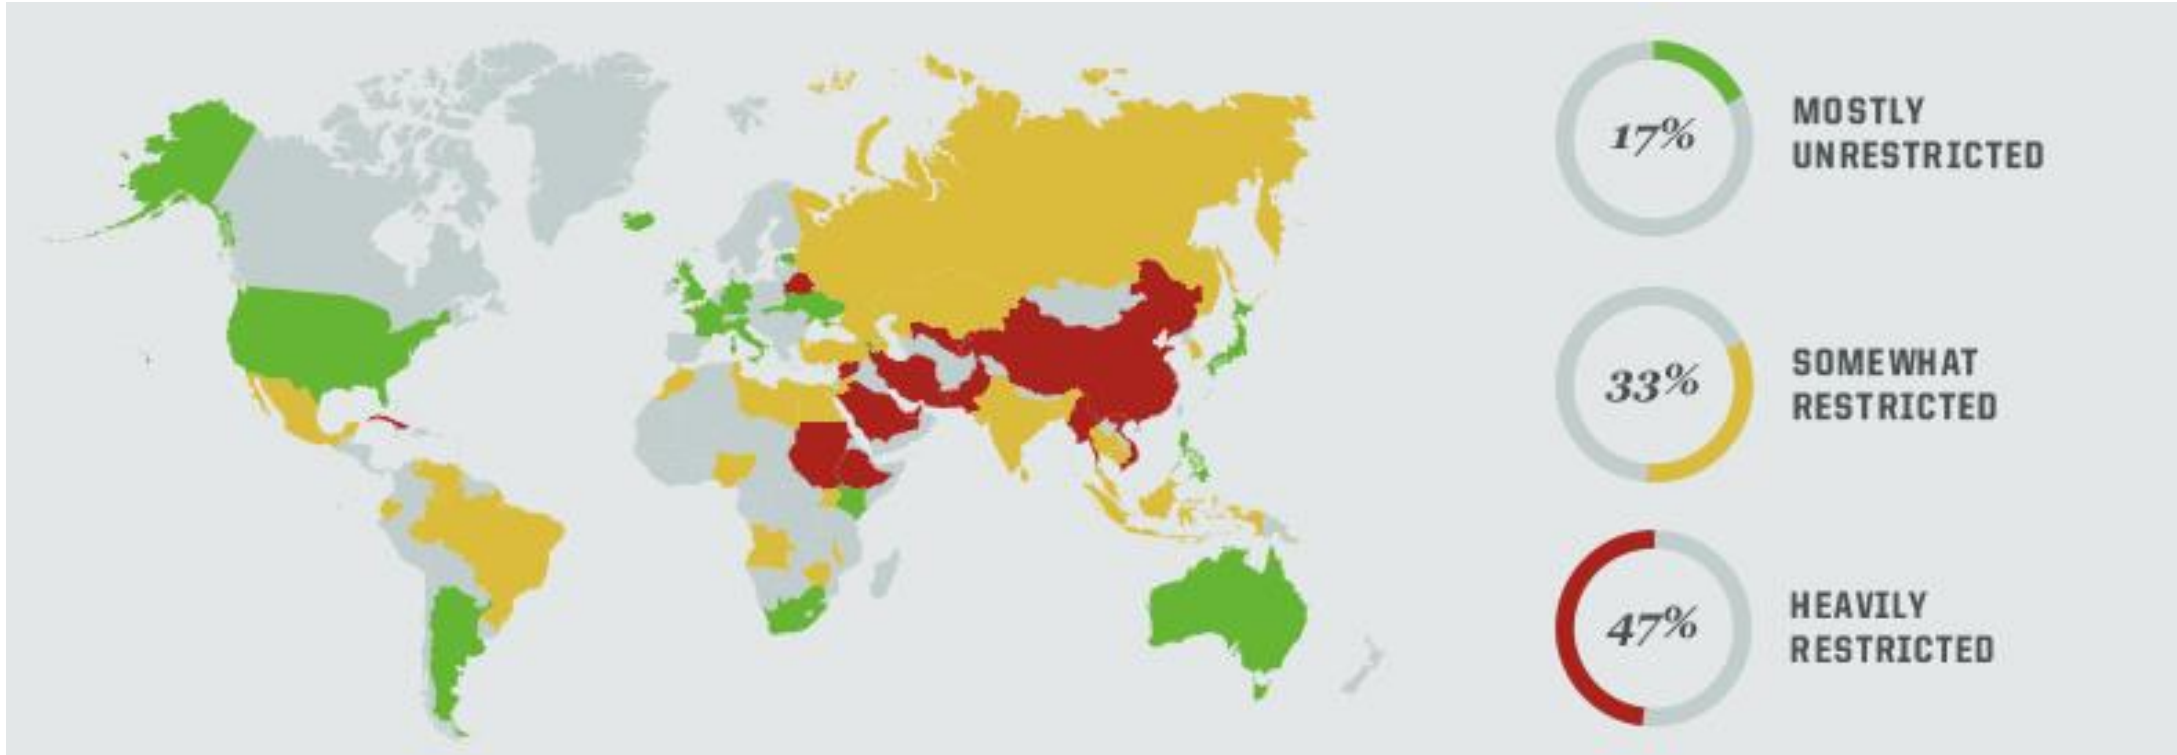 17%
MOSTLY
UNRESTRICTED
33%
SOMEWHAT
RESTRICTED
47%
HEAVILY
RESTRICTED